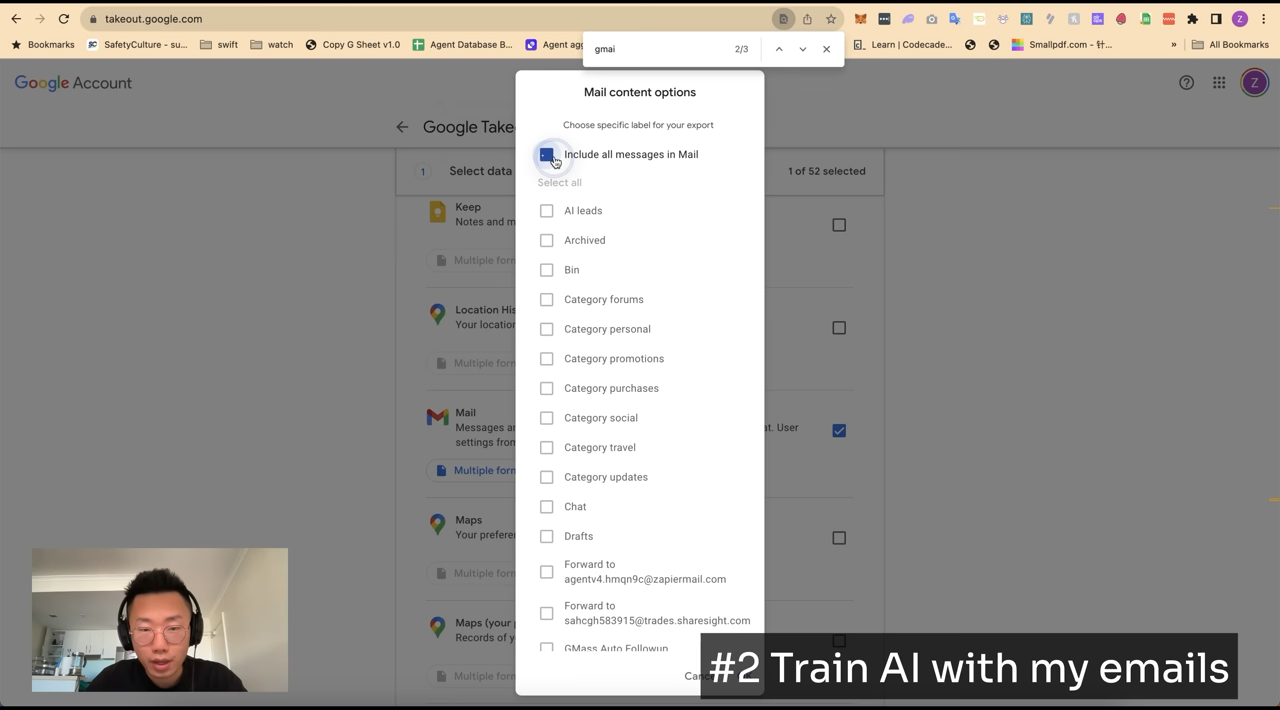 takeout.google.com
Z
Bookmarks
SafetyCulture - su...
swift
watch
Copy G Sheet v1.0
Agent Database B...
Agent agg
Learn | Codecade...
Smallpdf.com - 针...
»
All Bookmarks
gmai
2/3
Google Account
Z
Google Take
1
Select data
1 of 52 selected
Mail content options
Choose specific label for your export
Include all messages in Mail
Select all
AI leads
Archived
Bin
Category forums
Category personal
Category promotions
Category purchases
Category social
Category travel
Category updates
Chat
Drafts
Forward to
agentv4.hmqn9c@zapiermail.com
Forward to
sahcgh583915@trades.sharesight.com
GMass Auto Followup
Cance
Keep
Notes and m
Multiple form
Location His
Your location
Multiple form
Mail
Messages an
at. User
settings from
Multiple form
Maps
Your prefere
Multiple form
Maps (your p
Records of y
Multiple form
#2 Train AI with my emails